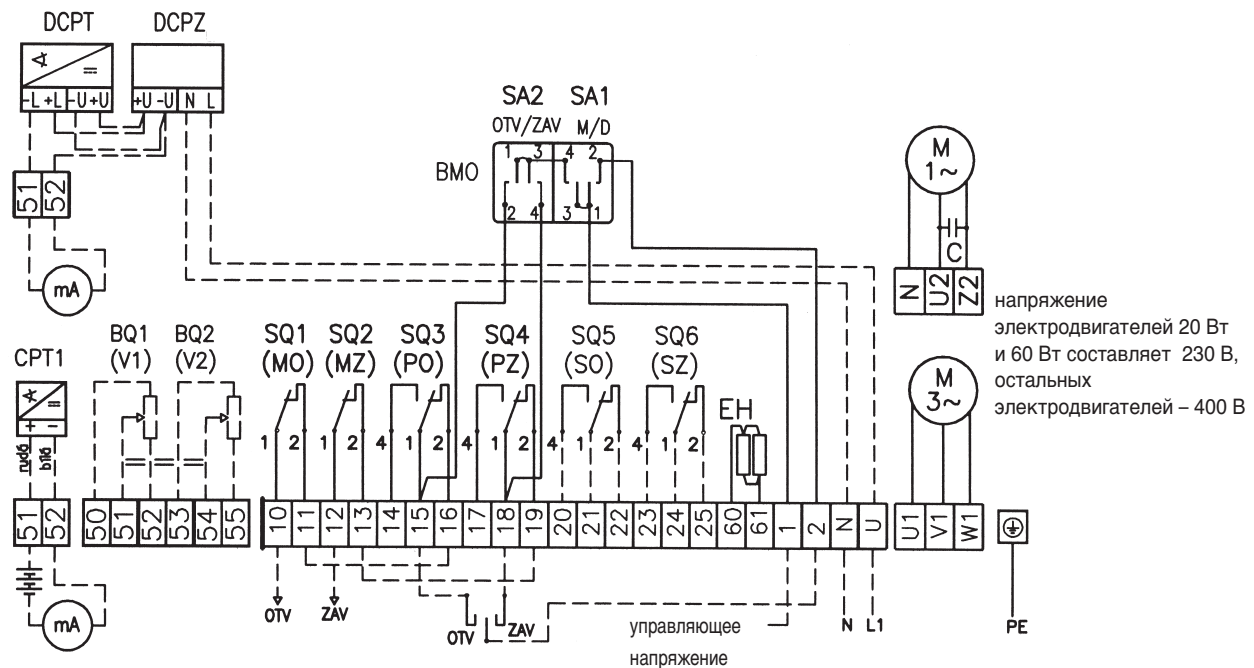 DCPT DCPZ
-L +L -U +U +U -U N L
51 52
mA
SA2 SA1
OTV/ZAV M/D
BMO
1 3 4 2
2 4 3 1
M
1~
C
N U2 Z2
напряжение
электродвигателей 20 Вт
и 60 Вт составляет 230 В,
остальных
электродвигателей – 400 В
M
3~
CPT1
+ –
rudá bílá
BQ1 BQ2
(V1) (V2)
SQ1 SQ2 SQ3 SQ4 SQ5 SQ6
(MO) (MZ) (PO) (PZ) (SO) (SZ)
EH
1 2 1 2 4 1 2 4 1 2 4 1 2 4 1 2
51 52
50 51 52 53 54 55
10 11 12 13 14 15 16 17 18 19 20 21 22 23 24 25 60 61 1 2 N U
U1 V1 W1
mA
OTV ZAV
OTV ZAV
управляющее
напряжение
N L1
PE